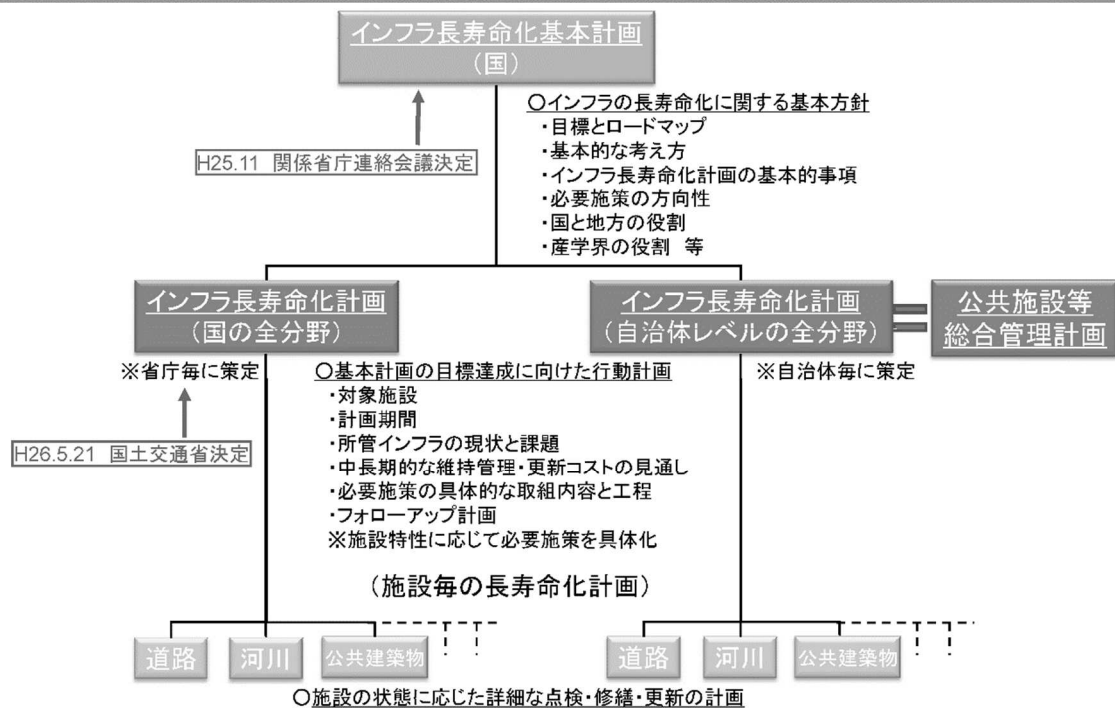 インフラ長寿命化基本計画
(国)
H25.11 関係省庁連絡会議決定
○インフラの長寿命化に関する基本方針
・目標とロードマップ
・基本的な考え方
・インフラ長寿命化計画の基本的事項
・必要施策の方向性
・国と地方の役割
・産学界の役割 等
インフラ長寿命化計画
(国の全分野)
※省庁毎に策定
H26.5.21 国土交通省決定
インフラ長寿命化計画
(自治体レベルの全分野)
※自治体毎に策定
公共施設等
総合管理計画
○基本計画の目標達成に向けた行動計画
・対象施設
・計画期間
・所管インフラの現状と課題
・中長期的な維持管理・更新コストの見通し
・必要施策の具体的な取組内容と工程
・フォローアップ計画
※施設特性に応じて必要施策を具体化
(施設毎の長寿命化計画)
道路 河川 公共建築物
道路 河川 公共建築物
○施設の状態に応じた詳細な点検・修繕・更新の計画